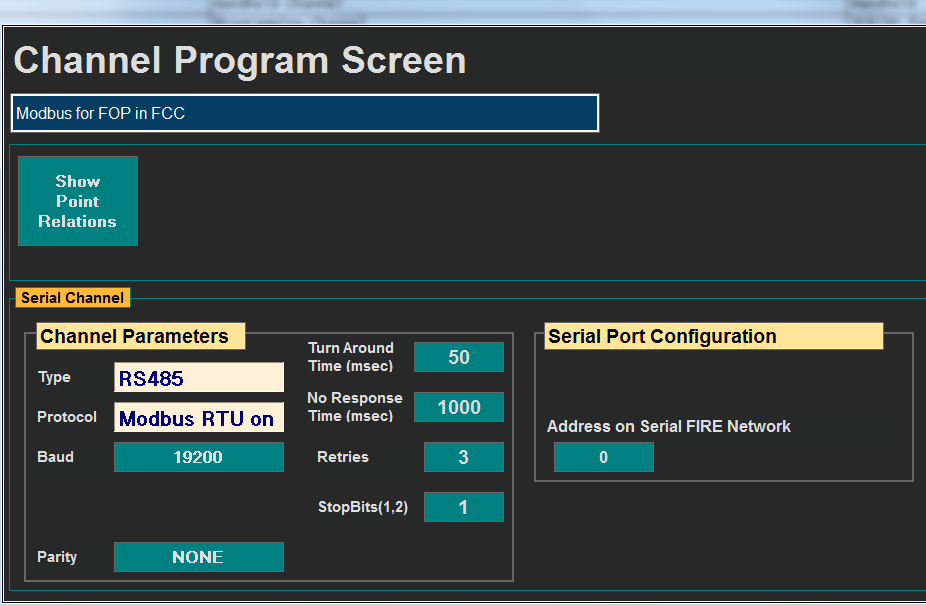 Channel Program Screen
Modbus for FOP in FCC
Show
Point
Relations
Serial Channel
Channel Parameters
Type
RS485
Protocol
Modbus RTU on
Baud
19200
Parity
NONE
Turn Around
Time (msec)
50
No Response
Time (msec)
1000
Retries
3
StopBits(1,2)
1
Serial Port Configuration
Address on Serial FIRE Network
0